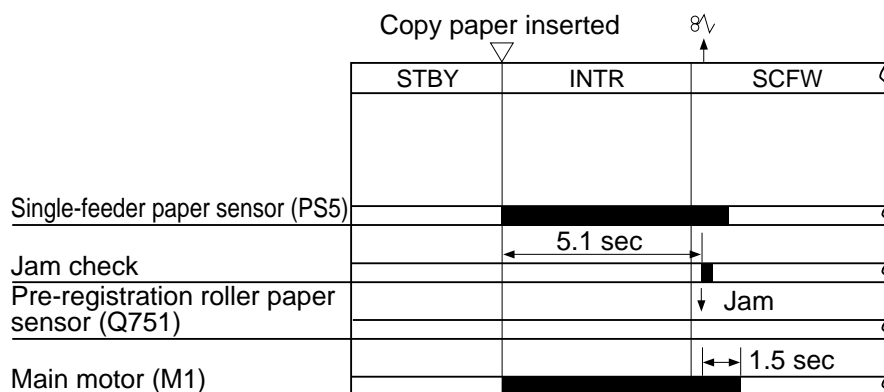 Copy paper inserted
STBY INTR SCFW
Single-feeder paper sensor (PS5)
5.1 sec
Jam check
Pre-registration roller paper
sensor (Q751)
Jam
1.5 sec
Main motor (M1)